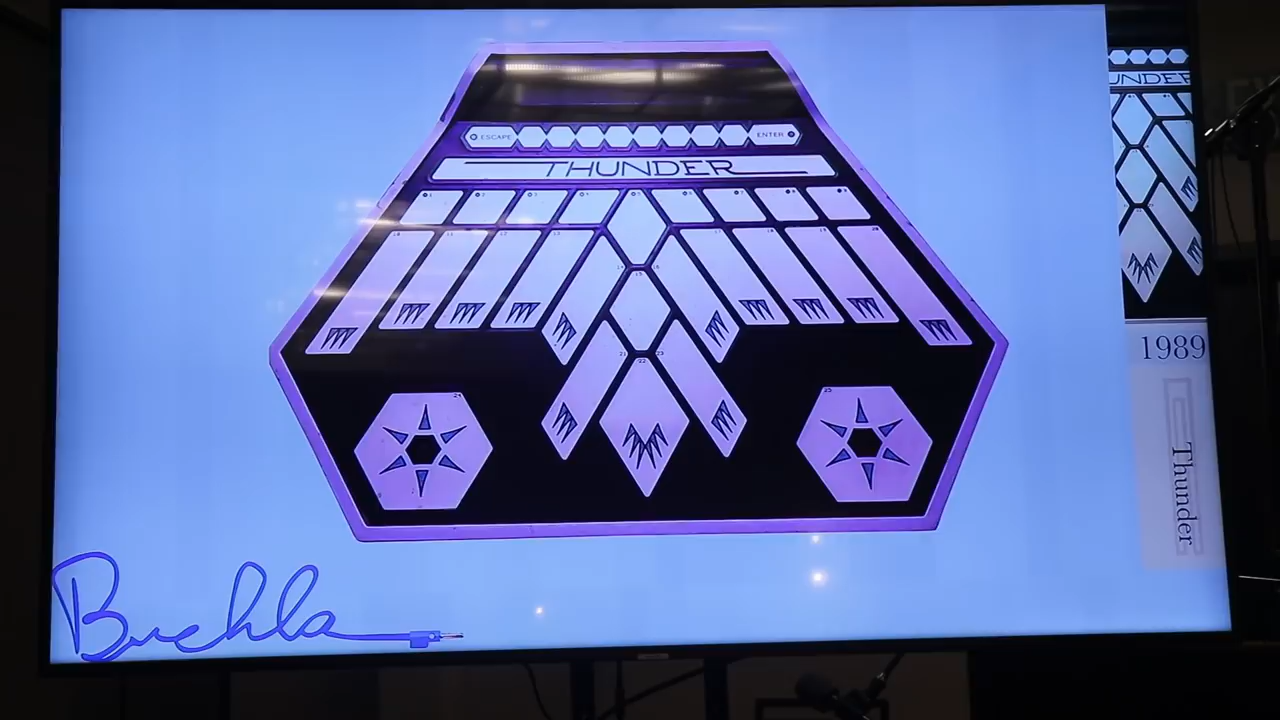 ESCAPE ENTER
THUNDER
UNDER
1989
Thunder
Buchla